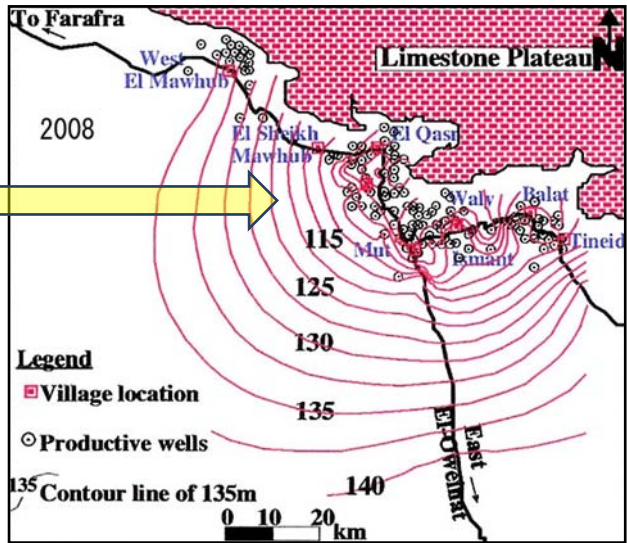 To Farafra
N
West
El Mawhub
Limestone Plateau
2008
El Sheikh
Mawhub
El Qasr
Balat
Tineid
Mut
Esmant
115
125
130
135
140
East
El-Oweinat
Legend
Village location
Productive wells
135 Contour line of 135m
0 10 20
km